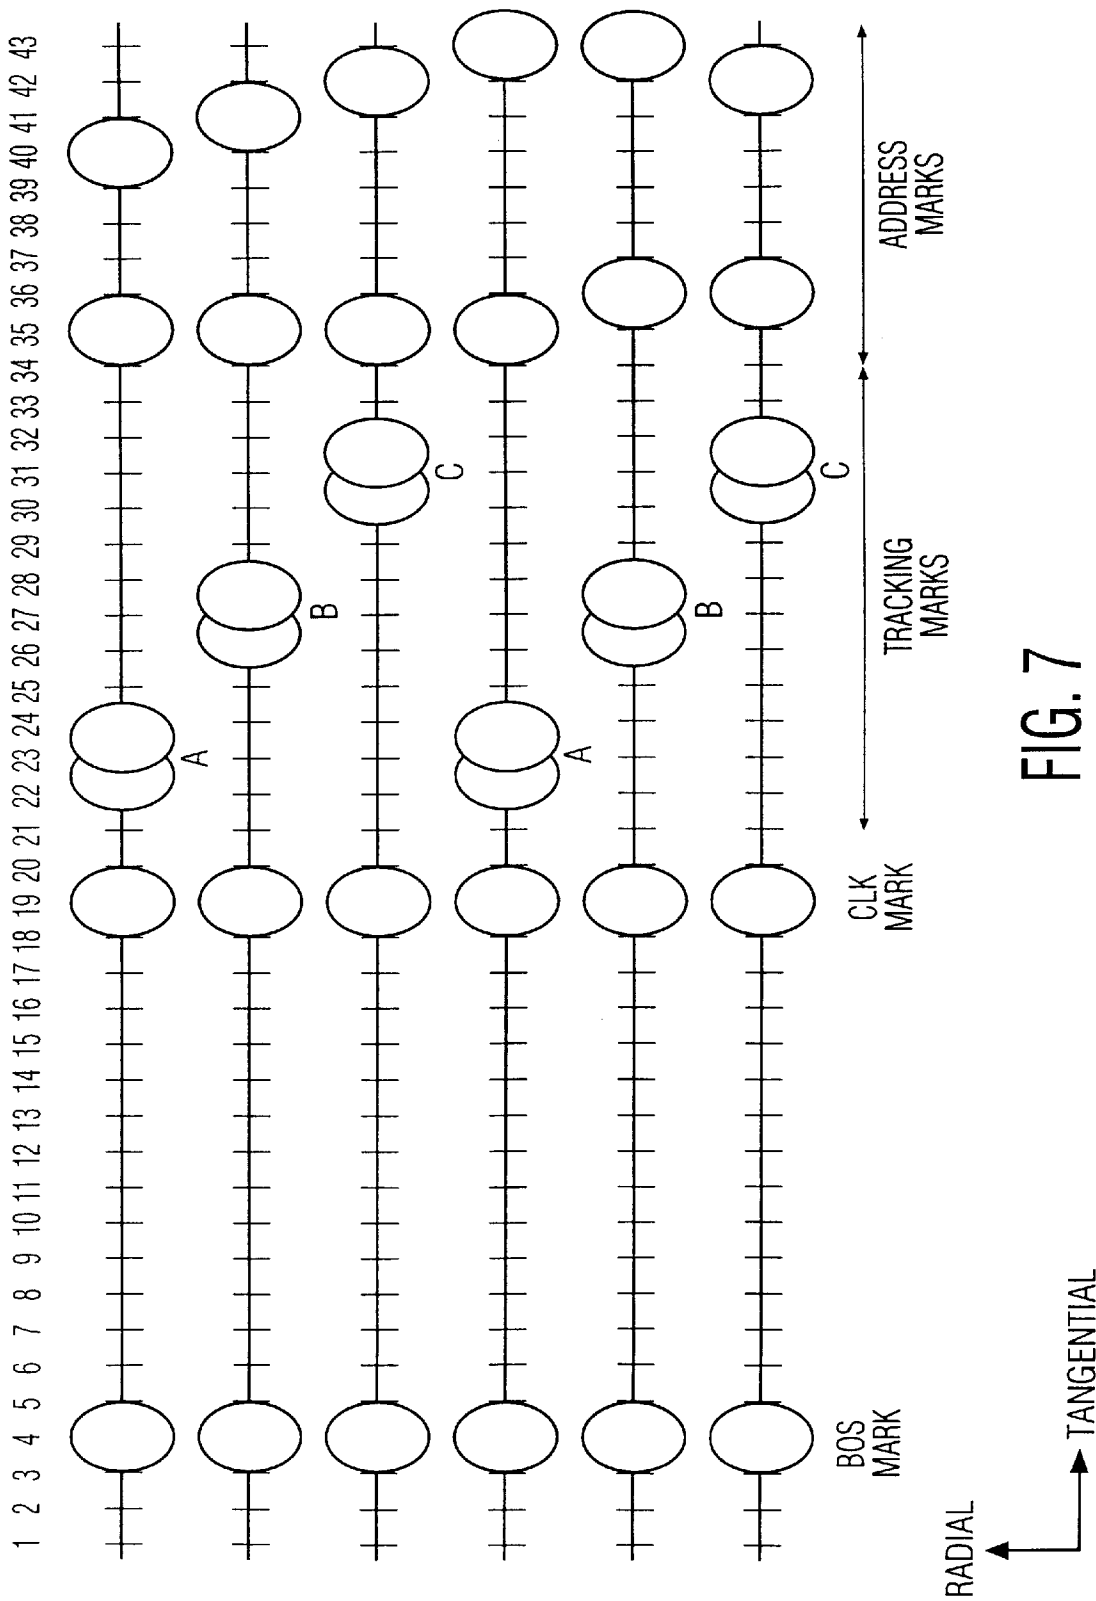 1 2 3 4 5 6 7 8 9 10 11 12 13 14 15 16 17 18 19 20 21 22 23 24 25 26 27 28 29 30 31 32 33 34 35 36 37 38 39 40 41 42 43
A
B
C
A
B
C
BOS
MARK
CLK
MARK
TRACKING
MARKS
ADDRESS
MARKS
RADIAL
TANGENTIAL
FIG. 7